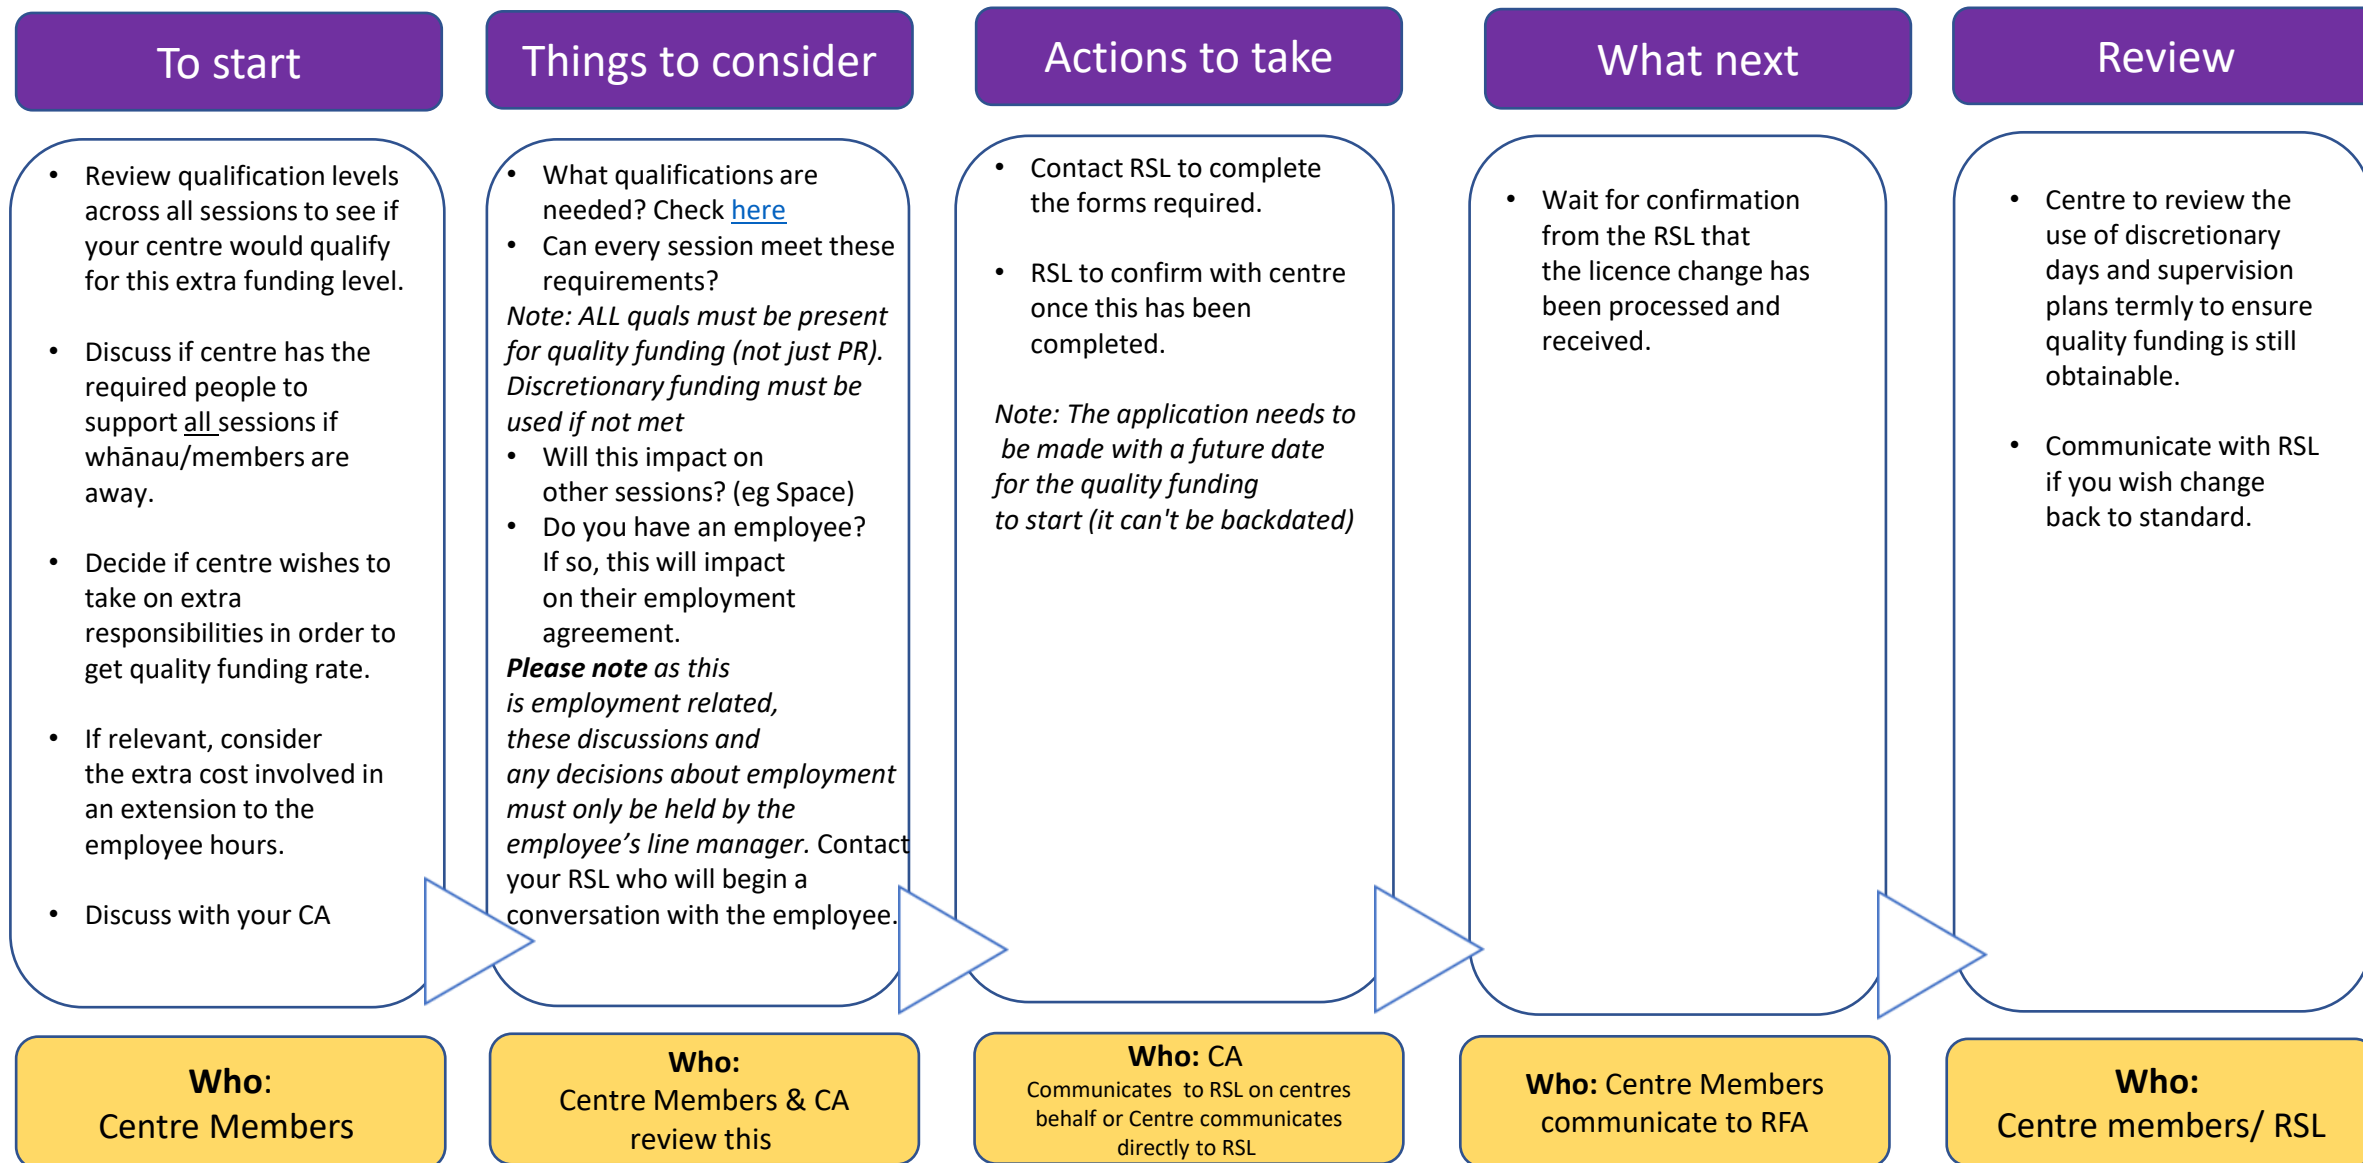 To start
• Review qualification levels
across all sessions to see if
your centre would qualify
for this extra funding level.
• Discuss if centre has the
required people to
support all sessions if
whānau/members are
away.
• Decide if centre wishes to
take on extra
responsibilities in order to
get quality funding rate.
• If relevant, consider
the extra cost involved in
an extension to the
employee hours.
• Discuss with your CA
Who:
Centre Members
Things to consider
• What qualifications are
needed? Check here
• Can every session meet these
requirements?
Note: ALL quals must be present
for quality funding (not just PR).
Discretionary funding must be
used if not met
• Will this impact on
other sessions? (eg Space)
• Do you have an employee?
If so, this will impact
on their employment
agreement.
Please note as this
is employment related,
these discussions and
any decisions about employment
must only be held by the
employee’s line manager. Contact
your RSL who will begin a
conversation with the employee.
Who:
Centre Members & CA
review this
Actions to take
• Contact RSL to complete
the forms required.
• RSL to confirm with centre
once this has been
completed.
Note: The application needs to
be made with a future date
for the quality funding
to start (it can't be backdated)
Who: CA
Communicates to RSL on centres
behalf or Centre communicates
directly to RSL
What next
• Wait for confirmation
from the RSL that
the licence change has
been processed and
received.
Who: Centre Members
communicate to RFA
Review
• Centre to review the
use of discretionary
days and supervision
plans termly to ensure
quality funding is still
obtainable.
• Communicate with RSL
if you wish change
back to standard.
Who:
Centre members/ RSL